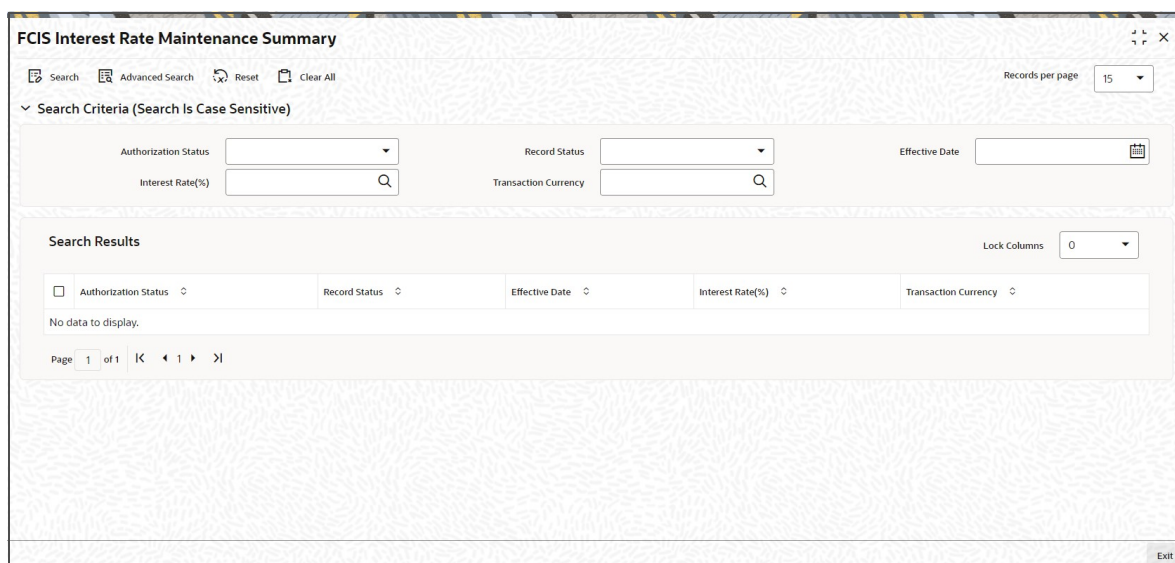 FCIS Interest Rate Maintenance Summary
Search Advanced Search Reset Clear All Records per page 15
Search Criteria (Search Is Case Sensitive)
Authorization Status Record Status Effective Date
Interest Rate(%) Transaction Currency
Search Results Lock Columns 0
Authorization Status Record Status Effective Date Interest Rate(%) Transaction Currency
No data to display.
Page 1 of 1 1
Exit